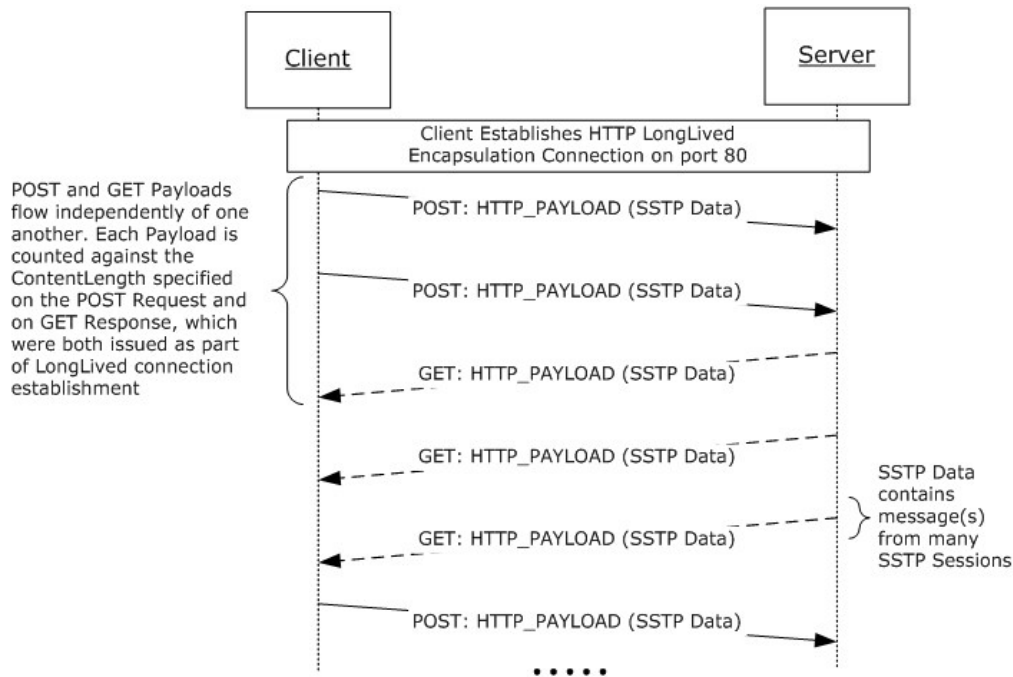 Client
Server
Client Establishes HTTP LongLived
Encapsulation Connection on port 80
POST and GET Payloads
flow independently of one
another. Each Payload is
counted against the
ContentLength specified
on the POST Request and
on GET Response, which
were both issued as part
of LongLived connection
establishment
POST: HTTP_PAYLOAD (SSTP Data)
POST: HTTP_PAYLOAD (SSTP Data)
GET: HTTP_PAYLOAD (SSTP Data)
GET: HTTP_PAYLOAD (SSTP Data)
GET: HTTP_PAYLOAD (SSTP Data)
SSTP Data
contains
message(s)
from many
SSTP Sessions
POST: HTTP_PAYLOAD (SSTP Data)
.....